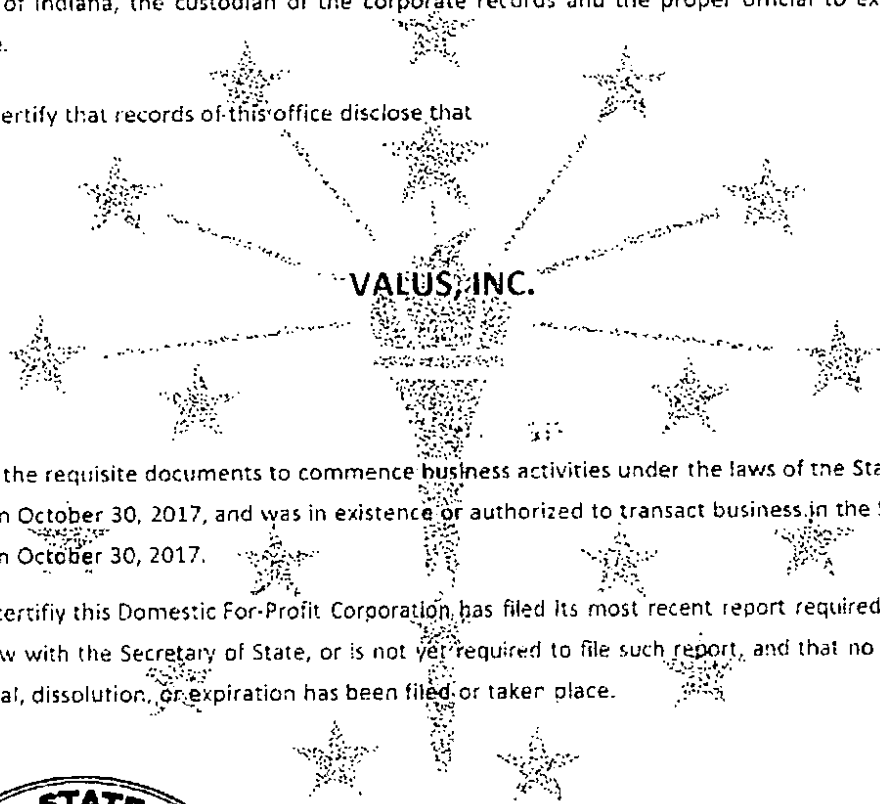 of Indiana, the custodian of the corporate records and the proper official to ex
e.
ertify that records of this office disclose that
VALUS, INC.
the requisite documents to commence business activities under the laws of the Sta
n October 30, 2017, and was in existence or authorized to transact business in the S
n October 30, 2017.
certifiy this Domestic For-Profit Corporation has filed its most recent report required
w with the Secretary of State, or is not yet required to file such report, and that no
al, dissolution, or expiration has been filed or taken place.
STATE